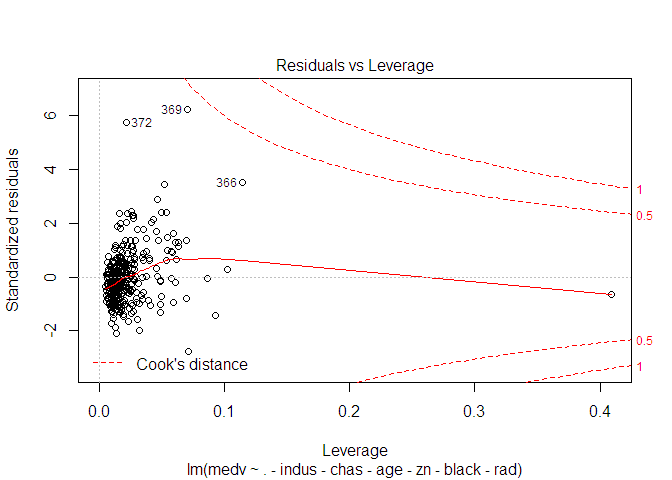 Residuals vs Leverage
Standardized residuals
6
4
2
0
-2
369
372
366
1
0.5
0.5
1
Cook's distance
0.0 0.1 0.2 0.3 0.4
Leverage
lm(medv ~ . - indus - chas - age - zn - black - rad)